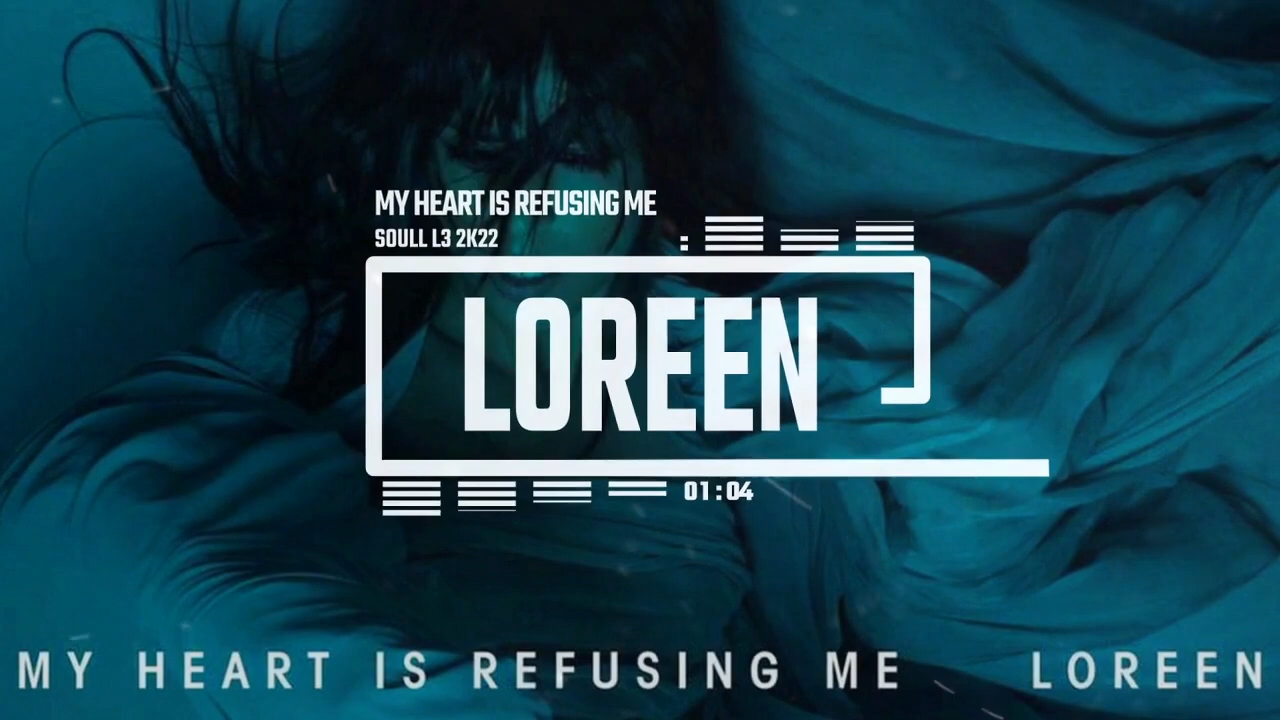 MY HEART IS REFUSING ME
SOULL L3 2K22
LOREEN
01:04
MY HEART IS REFUSING ME LOREEN